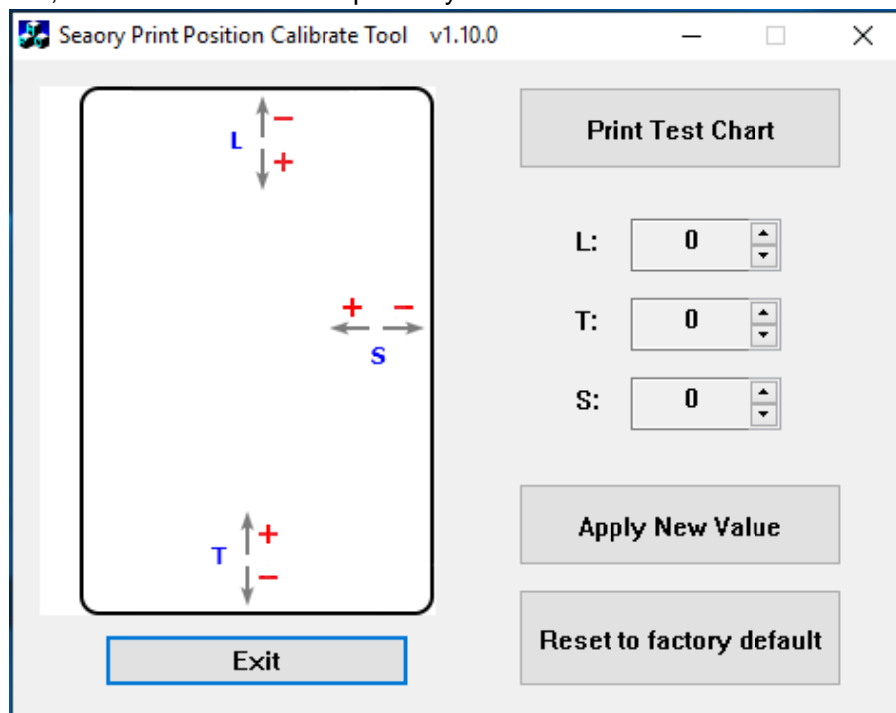 Seaory Print Position Calibrate Tool v1.10.0
L
−
+
+ −
S
T
+
−
Exit
Print Test Chart
L: 0
T: 0
S: 0
Apply New Value
Reset to factory default